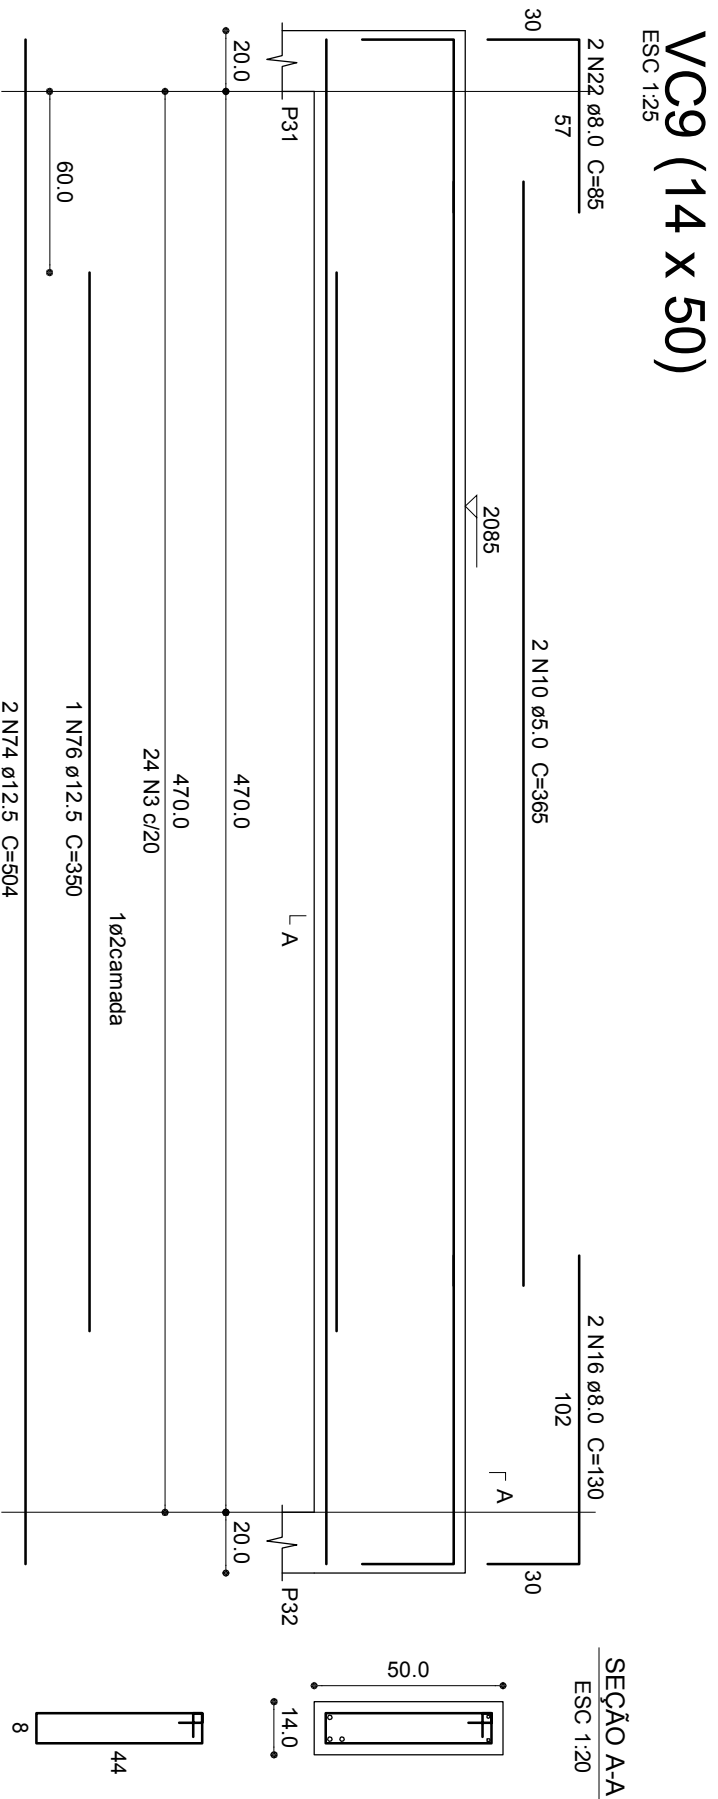 VC9 (14 x 50)
ESC 1:25
2 N22 ø8.0 C=85
57
30
2 N10 ø5.0 C=365
2 N16 ø8.0 C=130
102
30
2085
A
A
P31
P32
20.0
470.0
20.0
470.0
24 N3 c/20
60.0
1ø2camada
1 N76 ø12.5 C=350
2 N74 ø12.5 C=504
SEÇÃO A-A
ESC 1:20
50.0
14.0
44
8